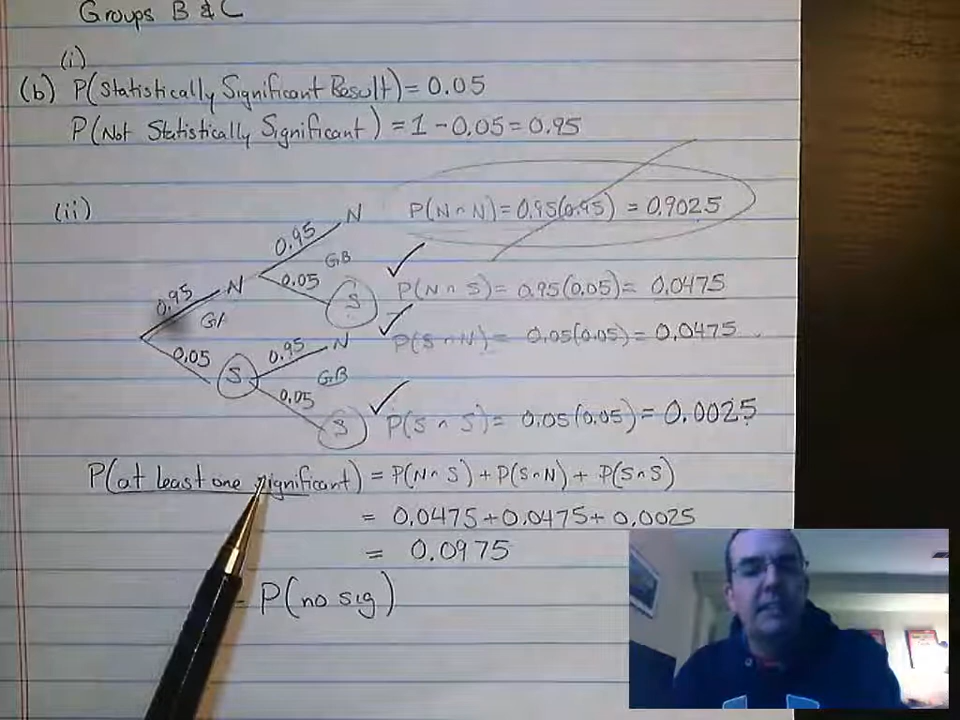 Groups B & C
(i)
(b) P(Statistically Significant Result) = 0.05
P(Not Statistically Significant) = 1 - 0.05 = 0.95
(ii)
N
P(N ∩ N) = 0.95(0.95) = 0.9025
0.95
GB
0.05
S
P(N ∩ S) = 0.95(0.05) = 0.0475
0.95
N
GA
0.05
S
0.95
N
P(S ∩ N) = 0.05(0.05) = 0.0475
GB
0.05
S
P(S ∩ S) = 0.05(0.05) = 0.0025
P(at least one significant) = P(N ∩ S) + P(S ∩ N) + P(S ∩ S)
= 0.0475 + 0.0475 + 0.0025
= 0.0975
- P(no sig)